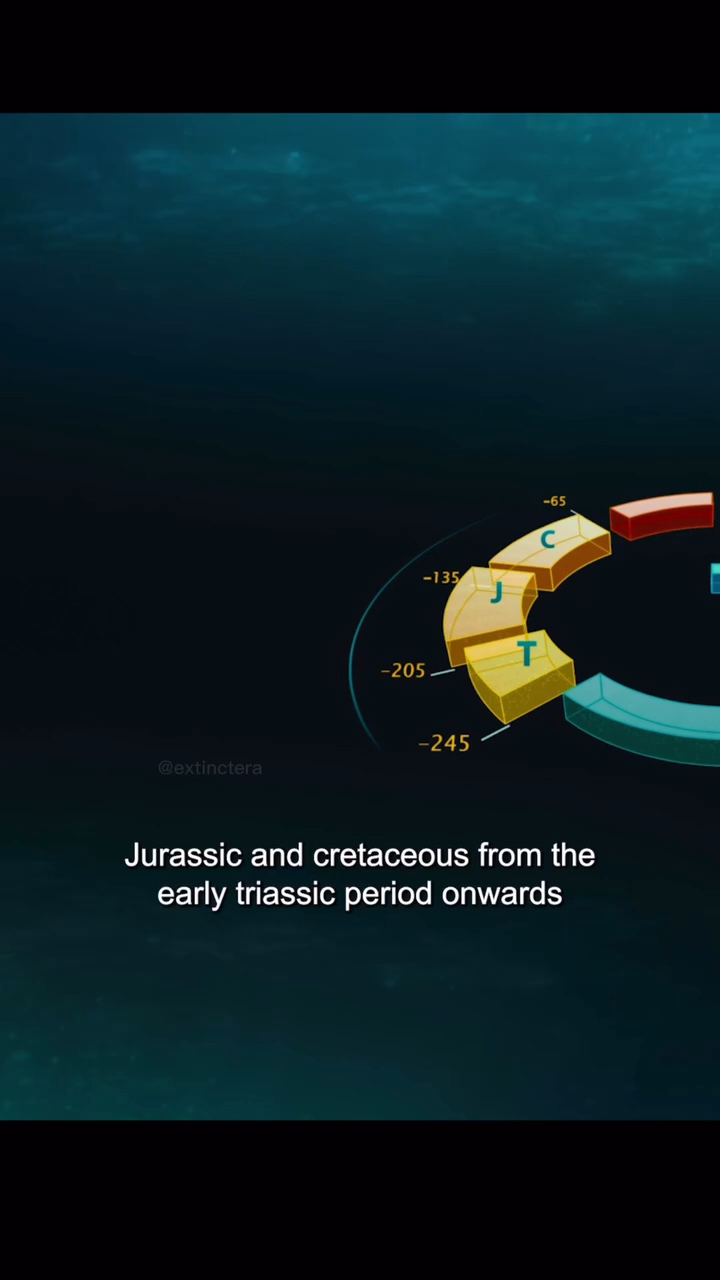 -65
C
-135
J
T
-205
-245
@extinctera
Jurassic and cretaceous from the
early triassic period onwards